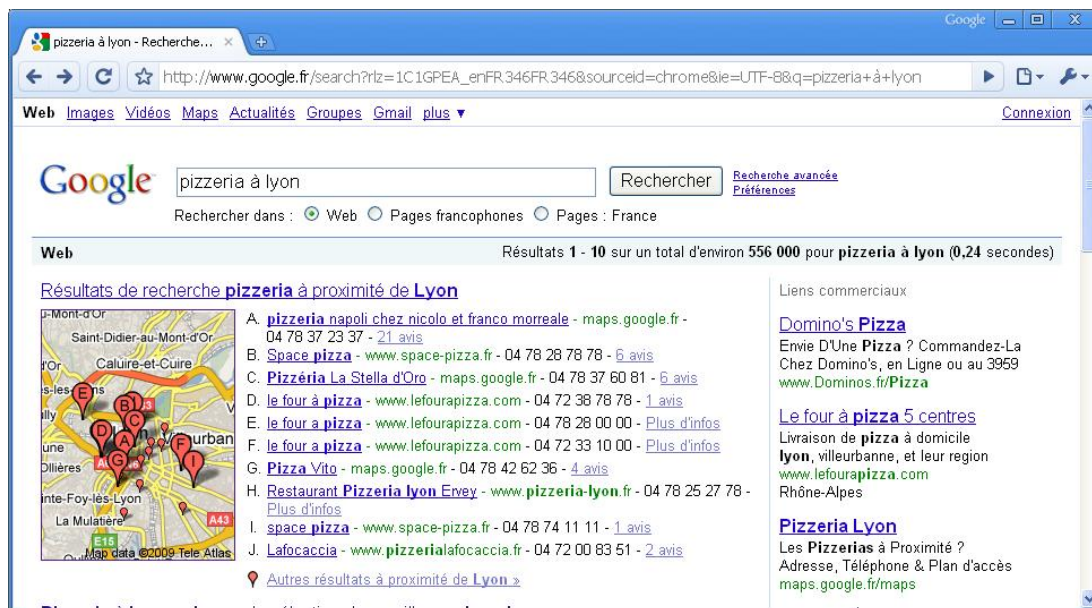 Google
pizzeria à lyon - Recherche...
http://www.google.fr/search?rlz=1C1GPEA_enFR346FR346&sourceid=chrome&ie=UTF-8&q=pizzeria+à+lyon
Web Images Vidéos Maps Actualités Groupes Gmail plus ▼ Connexion
Google pizzeria à lyon Rechercher Recherche avancée
Préférences
Rechercher dans : Web Pages francophones Pages : France
Web Résultats 1 - 10 sur un total d'environ 556 000 pour pizzeria à lyon (0,24 secondes)
Résultats de recherche pizzeria à proximité de Lyon
A. pizzeria napoli chez nicolo et franco morreale - maps.google.fr -
04 78 37 23 37 - 21 avis
B. Space pizza - www.space-pizza.fr - 04 78 28 78 78 - 6 avis
C. Pizzéria La Stella d'Oro - maps.google.fr - 04 78 37 60 81 - 6 avis
D. le four à pizza - www.lefourapizza.com - 04 72 38 78 78 - 1 avis
E. le four a pizza - www.lefourapizza.com - 04 78 28 00 00 - Plus d'infos
F. le four a pizza - www.lefourapizza.com - 04 72 33 10 00 - Plus d'infos
G. Pizza Vito - maps.google.fr - 04 78 42 62 36 - 4 avis
H. Restaurant Pizzeria lyon Ervey - www.pizzeria-lyon.fr - 04 78 25 27 78 -
Plus d'infos
I. space pizza - www.space-pizza.fr - 04 78 74 11 11 - 1 avis
J. Lafocaccia - www.pizzerialafocaccia.fr - 04 72 00 83 51 - 2 avis
Autres résultats à proximité de Lyon »
Saint-Didier-au-Mont-d'Or
Caluire-et-Cuire
E
B
C
D
A
F
G
I
urban
Ollières
inte-Foy-lès-Lyon
La Mulatière
A43
E15
Map data ©2009 Tele Atlas
Liens commerciaux
Domino's Pizza
Envie D'Une Pizza ? Commandez-La
Chez Domino's, en Ligne ou au 3959
www.Dominos.fr/Pizza
Le four à pizza 5 centres
Livraison de pizza à domicile
lyon, villeurbanne, et leur region
www.lefourapizza.com
Rhône-Alpes
Pizzeria Lyon
Les Pizzerias à Proximité ?
Adresse, Téléphone & Plan d'accès
maps.google.fr/maps